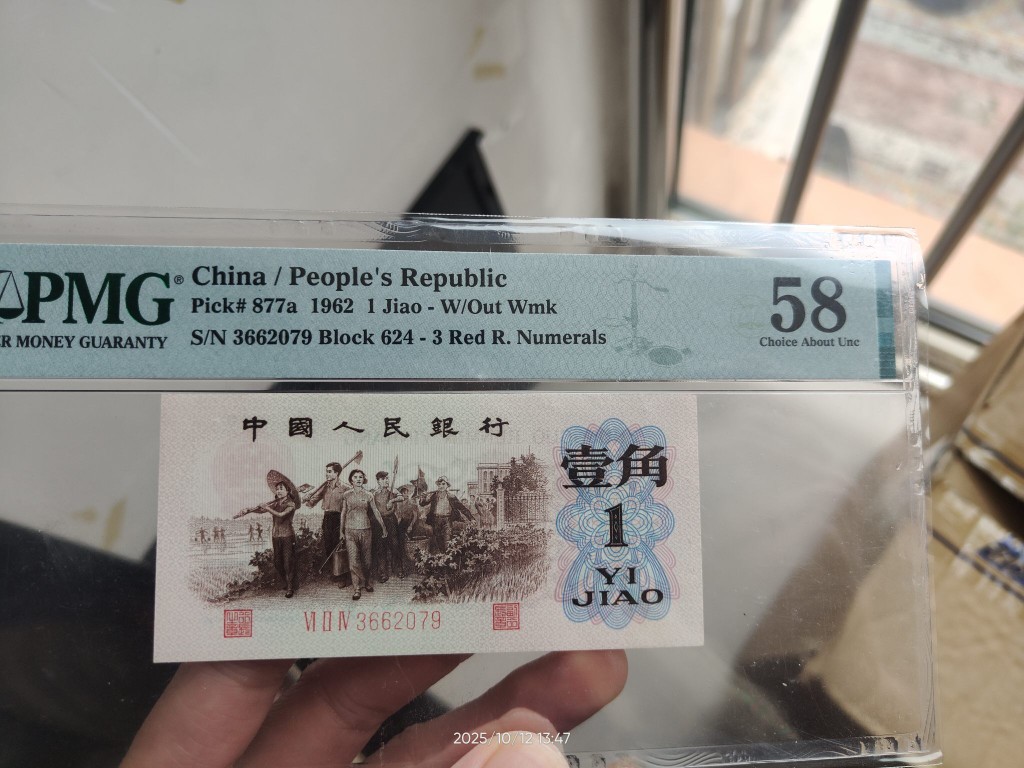 PMG®
R MONEY GUARANTY
China / People's Republic
Pick# 877a 1962 1 Jiao - W/Out Wmk
S/N 3662079 Block 624 - 3 Red R. Numerals
58
Choice About Unc
中國人民銀行
壹角
1
YI
JIAO
VI II IV 3662079
2025/10/12 13:47